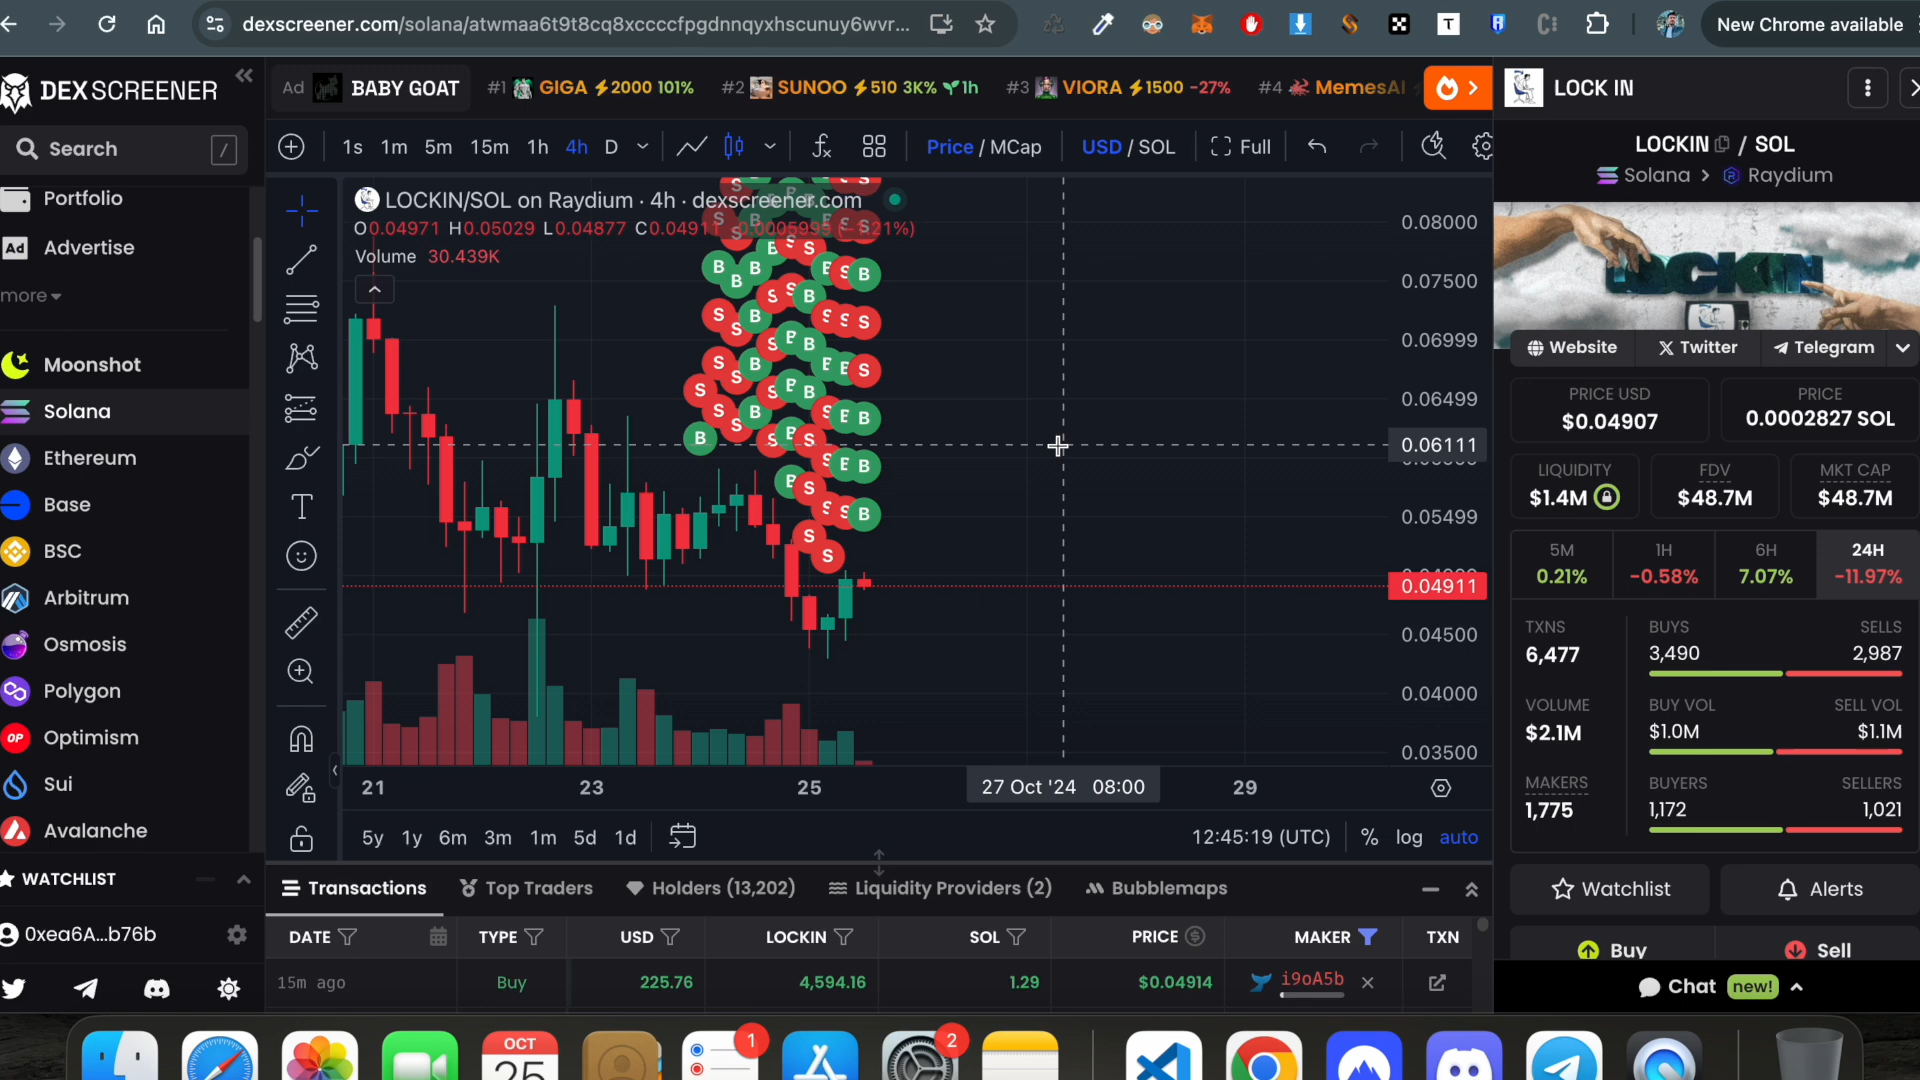 dexscreener.com/solana/atwmaa6t9t8cq8xccccfpgdnnqyxhscunuy6wvr...
New Chrome available
DEX SCREENER
Ad BABY GOAT
#1 GIGA 2000 101%
#2 SUNOO 510 3K% 1h
#3 VIORA 1500 -27%
#4 MemesAI
LOCK IN
Search /
1s 1m 5m 15m 1h 4h D
Price / MCap
USD / SOL
Full
LOCKIN / SOL
Solana > Raydium
Portfolio
Ad Advertise
more
Moonshot
Solana
Ethereum
Base
BSC
Arbitrum
Osmosis
Polygon
OP Optimism
Sui
Avalanche
WATCHLIST
0xea6A...b76b
LOCKIN/SOL on Raydium · 4h · dexscreener.com
O0.04971 H0.05029 L0.04877 C0.04911
Volume 30.439K
0.08000
0.07500
0.06999
0.06499
0.06111
0.05499
0.04911
0.04500
0.04000
0.03500
21 23 25 27 Oct '24 08:00 29
5y 1y 6m 3m 1m 5d 1d
12:45:19 (UTC) % log auto
LOCKIN
Website Twitter Telegram
PRICE USD
$0.04907
PRICE
0.0002827 SOL
LIQUIDITY
$1.4M
FDV
$48.7M
MKT CAP
$48.7M
5M 1H 6H 24H
0.21% -0.58% 7.07% -11.97%
TXNS
6,477
BUYS SELLS
3,490 2,987
VOLUME
$2.1M
BUY VOL SELL VOL
$1.0M $1.1M
MAKERS
1,775
BUYERS SELLERS
1,172 1,021
Watchlist Alerts
Buy Sell
Chat new!
Transactions Top Traders Holders (13,202) Liquidity Providers (2) Bubblemaps
DATE TYPE USD LOCKIN SOL PRICE MAKER TXN
15m ago Buy 225.76 4,594.16 1.29 $0.04914 i9oA5b
OCT
25
1
2